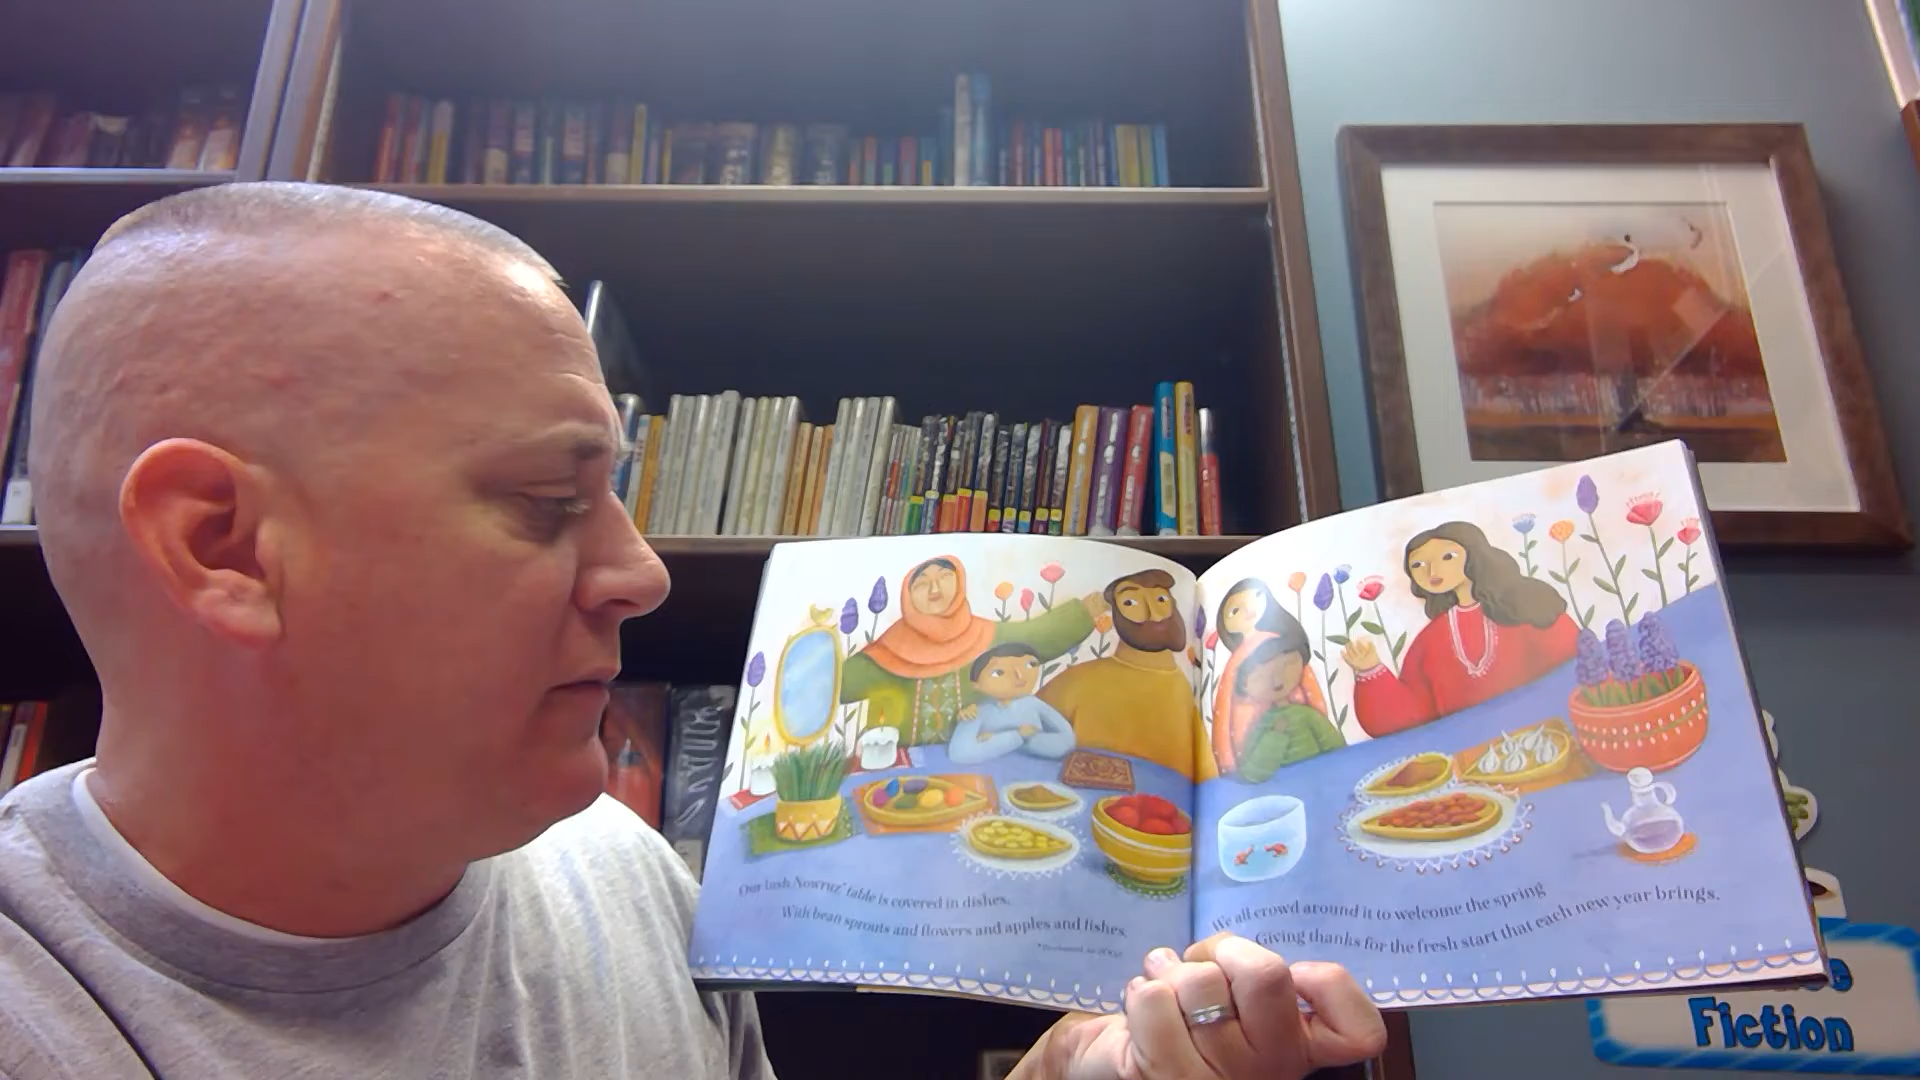 Our lush Nowruz* table is covered in dishes,
With bean sprouts and flowers and apples and fishes.
We all crowd around it to welcome the spring
Giving thanks for the fresh start that each new year brings.
Fiction